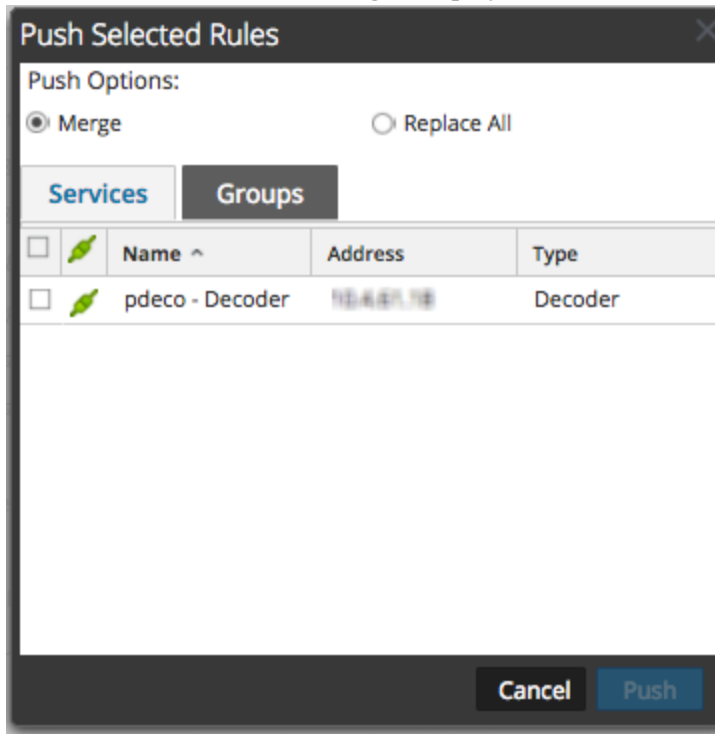 Push Selected Rules
Push Options:
Merge Replace All
Services Groups
Name Address Type
pdeco - Decoder Decoder
Cancel Push